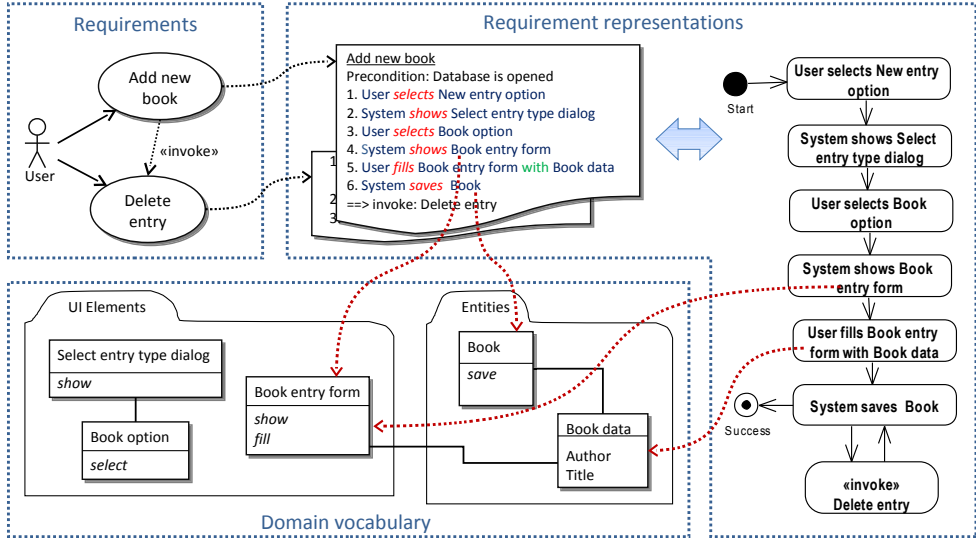 Requirements
Add new
book
«invoke»
User
Delete
entry
Requirement representations
Add new book
Precondition: Database is opened
1. User selects New entry option
2. System shows Select entry type dialog
3. User selects Book option
4. System shows Book entry form
5. User fills Book entry form with Book data
6. System saves Book
==> invoke: Delete entry
1
2
3.
Start
User selects New entry
option
System shows Select
entry type dialog
User selects Book
option
System shows Book
entry form
User fills Book entry
form with Book data
System saves Book
Success
«invoke»
Delete entry
UI Elements
Select entry type dialog
show
Book option
select
Book entry form
show
fill
Entities
Book
save
Book data
Author
Title
Domain vocabulary